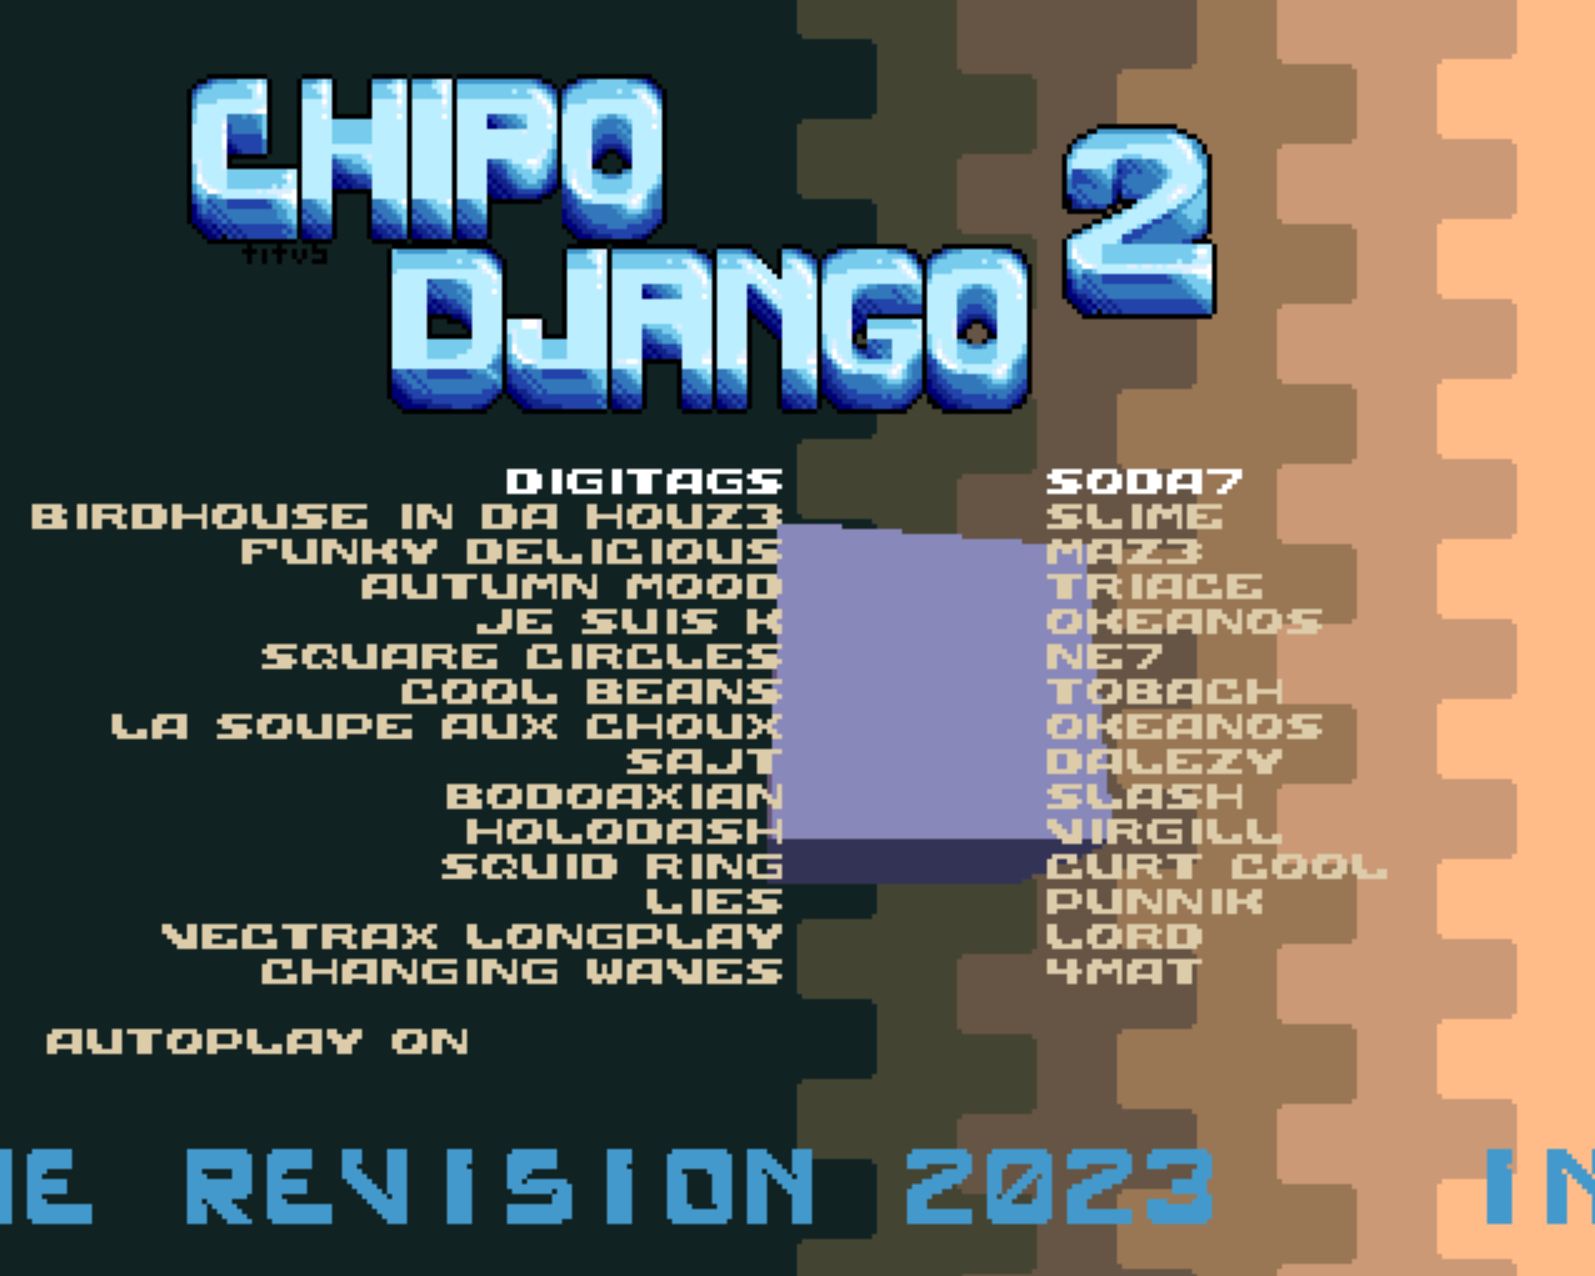 CHIPO
DJANGO 2
titus
DIGITAGS SODA7
BIRDHOUSE IN DA HOUZ3 SLIME
FUNKY DELICIOUS MAZ3
AUTUMN MOOD TRIACE
JE SUIS K OKEANOS
SQUARE CIRCLES NE7
COOL BEANS TOBACH
LA SOUPE AUX CHOUX OKEANOS
SAJT DALEZY
BODOAXIAN SLASH
HOLODASH VIRGILL
SQUID RING CURT COOL
LIES PUNNIK
VECTRAX LONGPLAY LORD
CHANGING WAVES 4MAT
AUTOPLAY ON
E REVISION 2023 IN